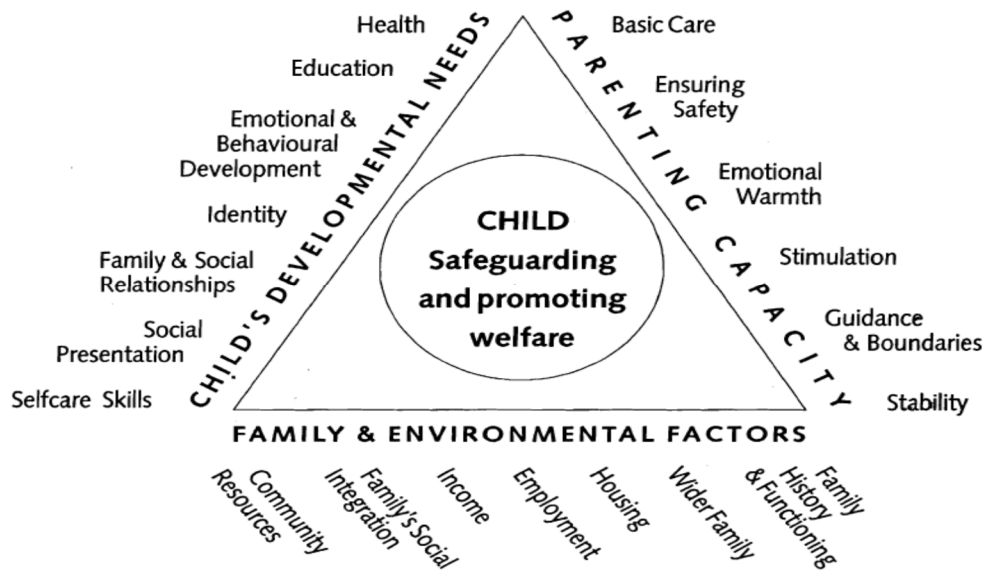 Health
Education
Emotional &
Behavioural
Development
Identity
Family & Social
Relationships
Social
Presentation
Selfcare Skills
CHILD'S DEVELOPMENTAL NEEDS
CHILD
Safeguarding
and promoting
welfare
PARENTING CAPACITY
Basic Care
Ensuring
Safety
Emotional
Warmth
Stimulation
Guidance
& Boundaries
Stability
FAMILY & ENVIRONMENTAL FACTORS
Community
Resources
Family's Social
Integration
Income
Employment
Housing
Wider Family
Family
History
& Functioning